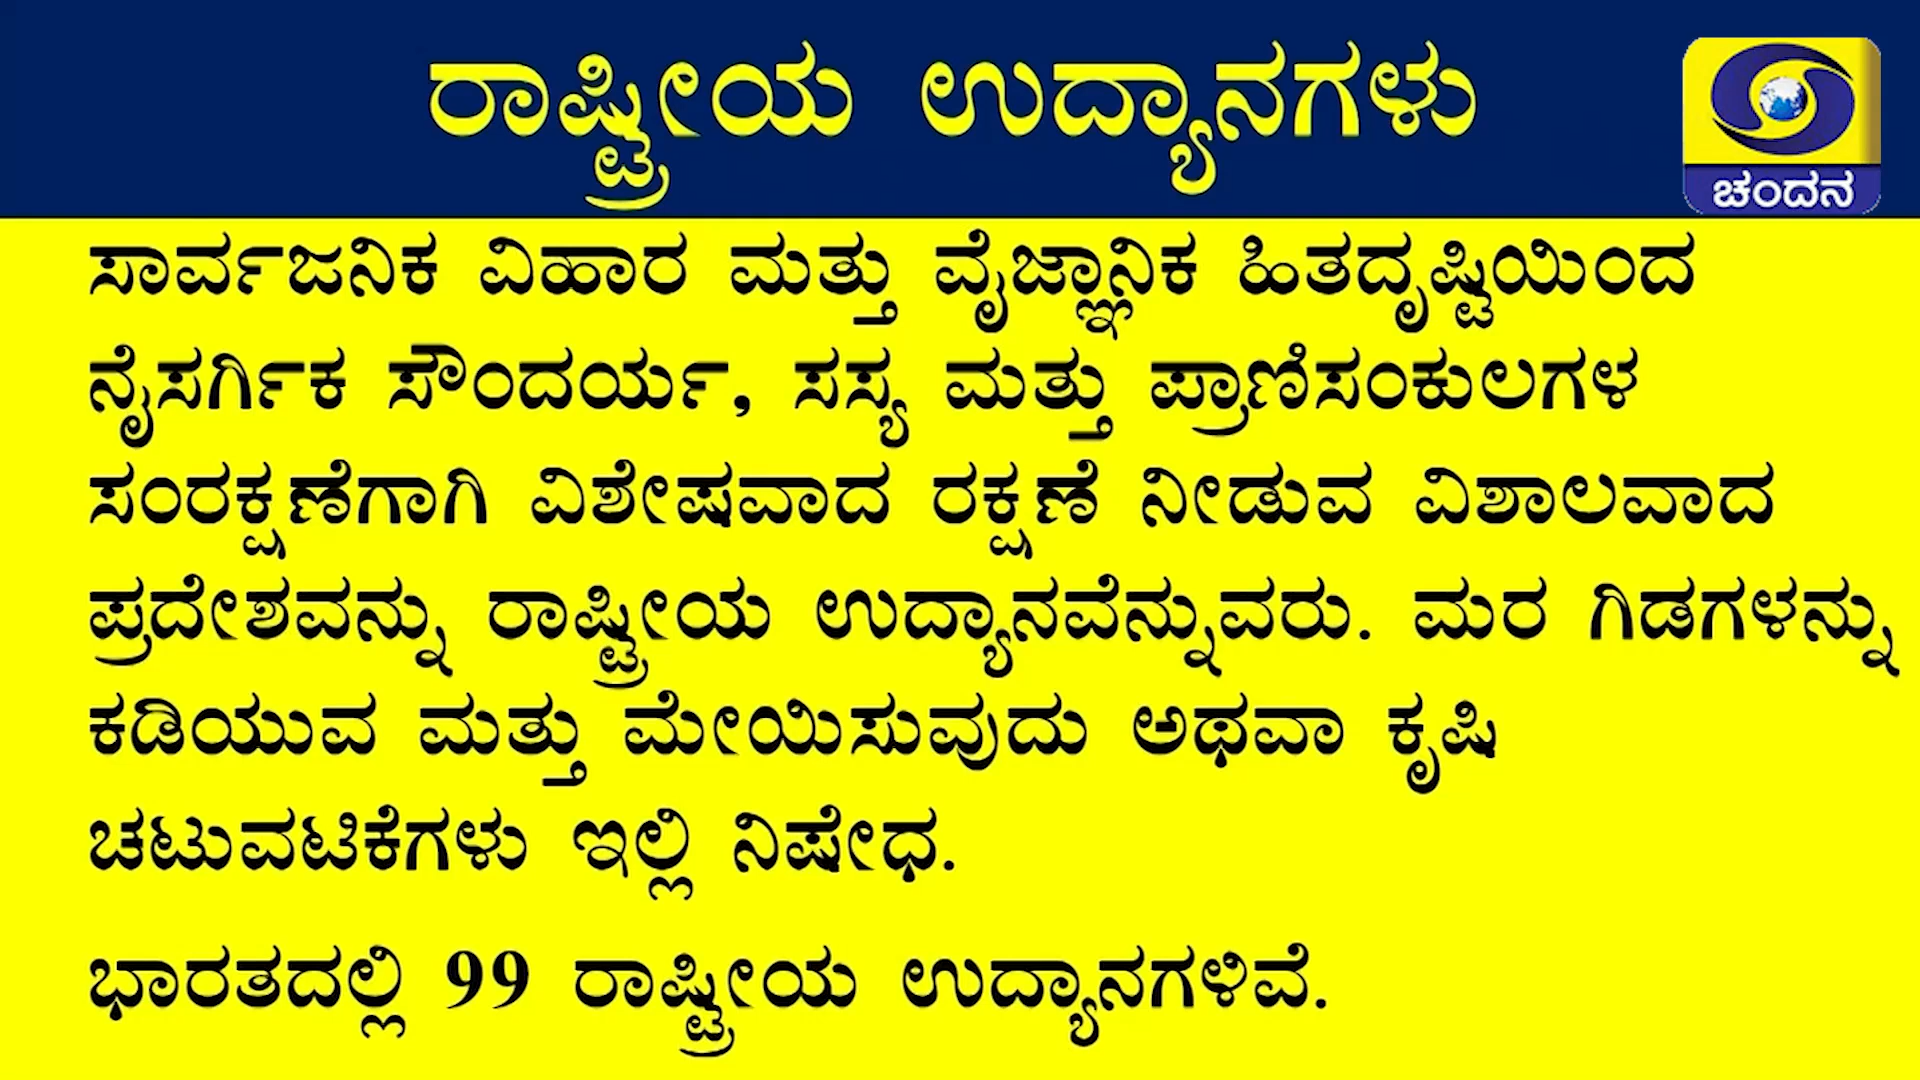 ರಾಷ್ಟ್ರೀಯ ಉದ್ಯಾನಗಳು
ಚಂದನ
ಸಾರ್ವಜನಿಕ ವಿಹಾರ ಮತ್ತು ವೈಜ್ಞಾನಿಕ ಹಿತದೃಷ್ಟಿಯಿಂದ
ನೈಸರ್ಗಿಕ ಸೌಂದರ್ಯ, ಸಸ್ಯ ಮತ್ತು ಪ್ರಾಣಿಸಂಕುಲಗಳ
ಸಂರಕ್ಷಣೆಗಾಗಿ ವಿಶೇಷವಾದ ರಕ್ಷಣೆ ನೀಡುವ ವಿಶಾಲವಾದ
ಪ್ರದೇಶವನ್ನು ರಾಷ್ಟ್ರೀಯ ಉದ್ಯಾನವೆನ್ನುವರು. ಮರ ಗಿಡಗಳನ್ನು
ಕಡಿಯುವ ಮತ್ತು ಮೇಯಿಸುವುದು ಅಥವಾ ಕೃಷಿ
ಚಟುವಟಿಕೆಗಳು ಇಲ್ಲಿ ನಿಷೇಧ.
ಭಾರತದಲ್ಲಿ 99 ರಾಷ್ಟ್ರೀಯ ಉದ್ಯಾನಗಳಿವೆ.